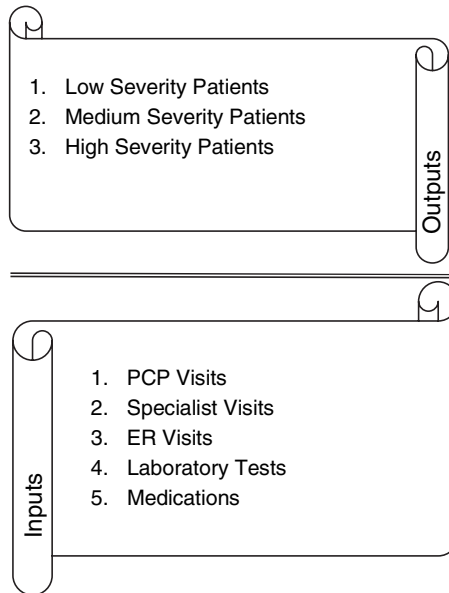 1. Low Severity Patients
2. Medium Severity Patients
3. High Severity Patients
Outputs
1. PCP Visits
2. Specialist Visits
3. ER Visits
4. Laboratory Tests
5. Medications
Inputs